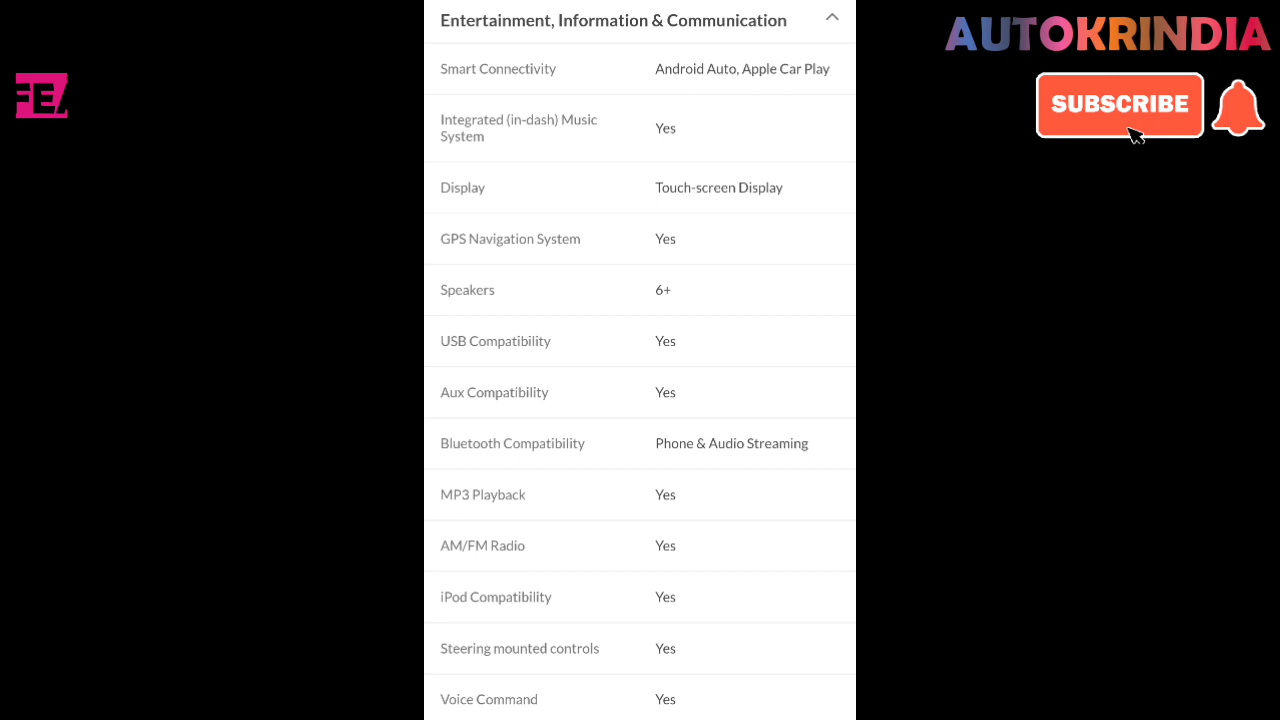 Entertainment, Information & Communication
AUTOKRINDIA
SUBSCRIBE
Smart Connectivity Android Auto, Apple Car Play
Integrated (in-dash) Music
System
Yes
Display Touch-screen Display
GPS Navigation System Yes
Speakers 6+
USB Compatibility Yes
Aux Compatibility Yes
Bluetooth Compatibility Phone & Audio Streaming
MP3 Playback Yes
AM/FM Radio Yes
iPod Compatibility Yes
Steering mounted controls Yes
Voice Command Yes